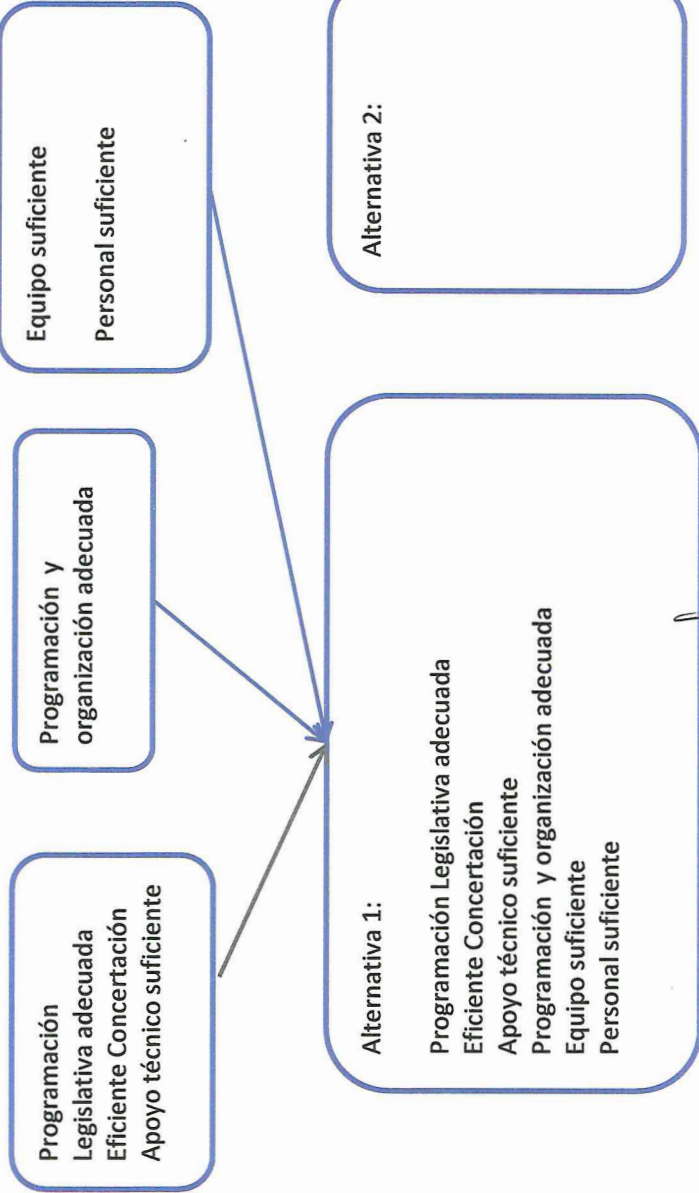 Programación
Legislativa adecuada
Eficiente Concertación
Apoyo técnico suficiente
Programación y
organización adecuada
Equipo suficiente
Personal suficiente
Alternativa 1:
Programación Legislativa adecuada
Eficiente Concertación
Apoyo técnico suficiente
Programación y organización adecuada
Equipo suficiente
Personal suficiente
Alternativa 2: